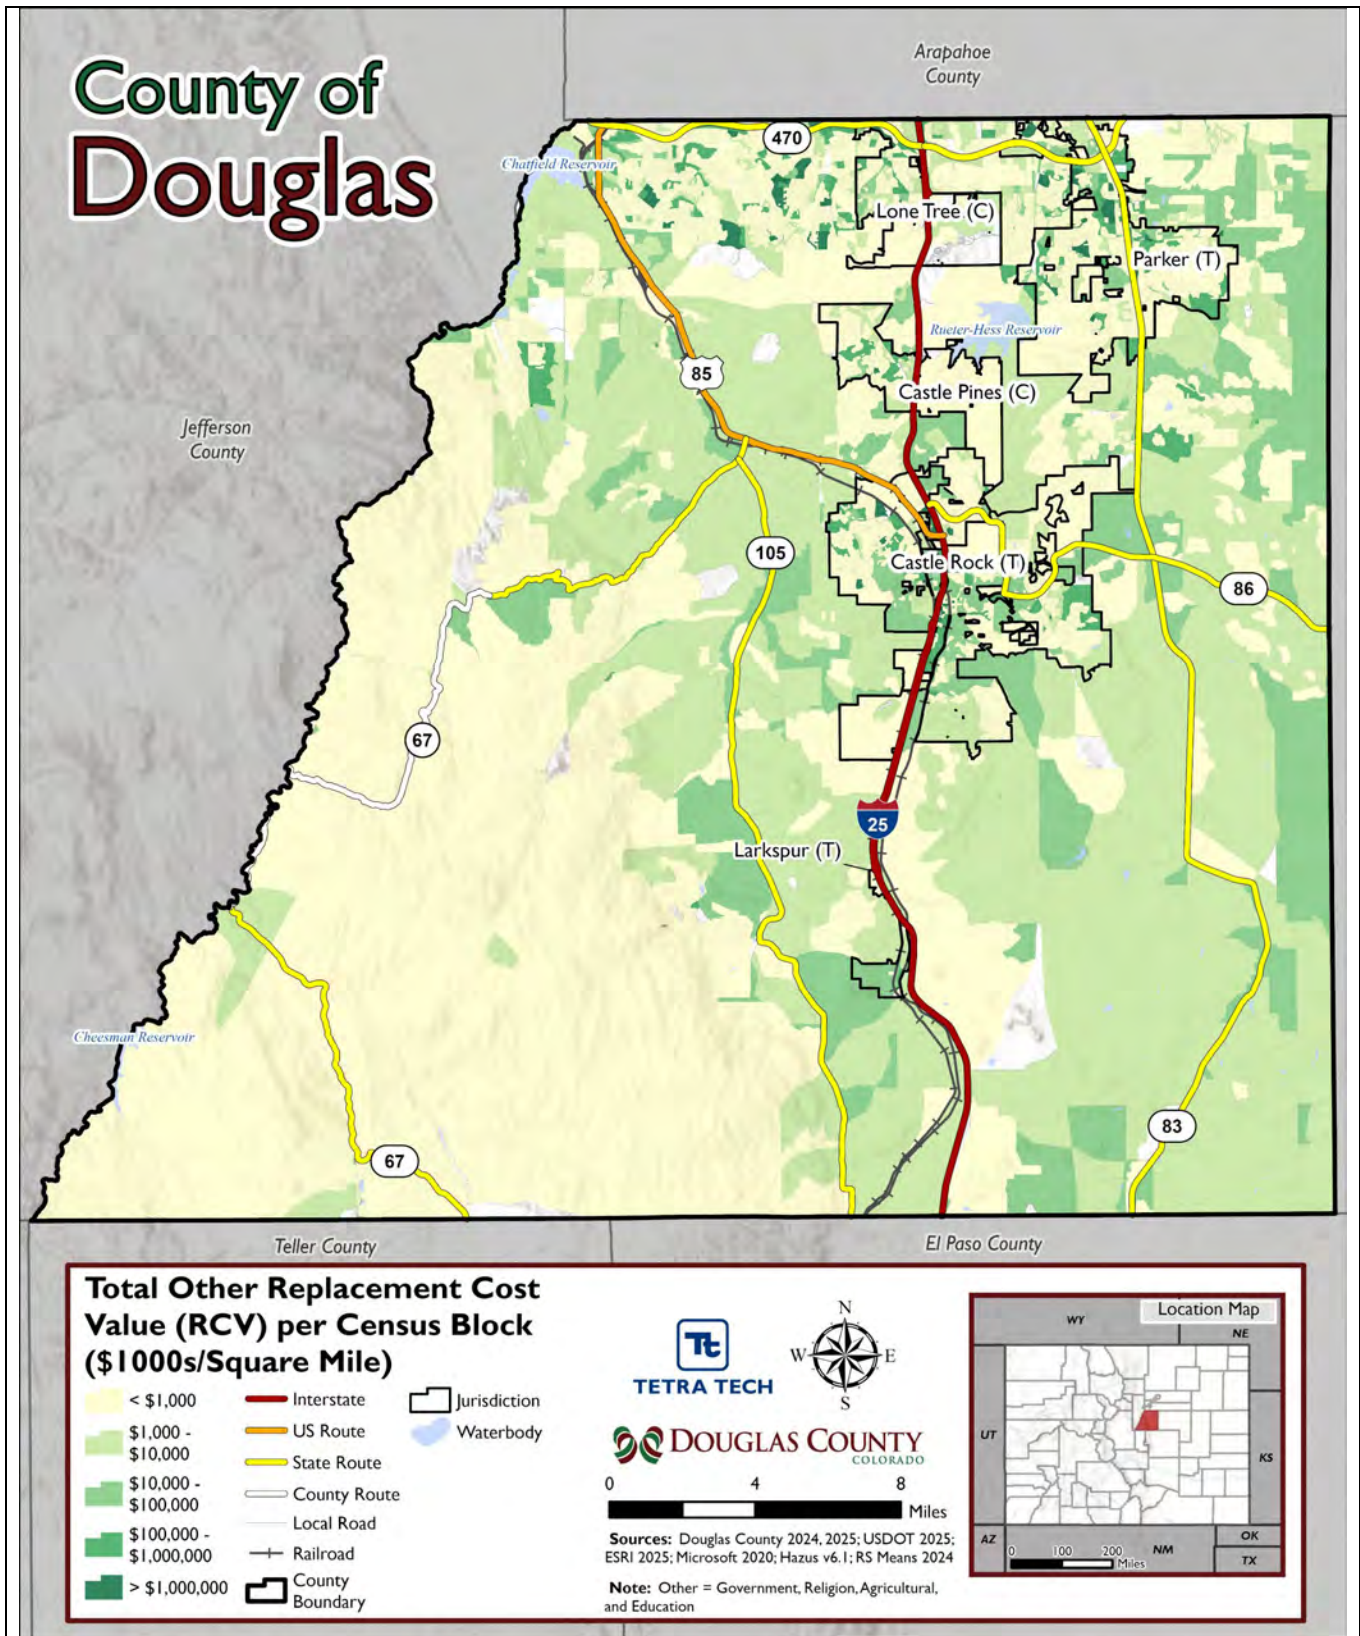 County of
Douglas
Arapahoe
County
470
Chatfield Reservoir
Lone Tree (C)
Parker (T)
Rueter-Hess Reservoir
85
Castle Pines (C)
Jefferson
County
105
Castle Rock (T)
86
67
25
Larkspur (T)
Cheesman Reservoir
83
67
Teller County
El Paso County
Total Other Replacement Cost
Value (RCV) per Census Block
($1000s/Square Mile)
< $1,000
$1,000 -
$10,000
$10,000 -
$100,000
$100,000 -
$1,000,000
> $1,000,000
Interstate
US Route
State Route
County Route
Local Road
Railroad
County
Boundary
Jurisdiction
Waterbody
Tt
TETRA TECH
N
W E
S
DOUGLAS COUNTY
COLORADO
0 4 8
Miles
Sources: Douglas County 2024, 2025; USDOT 2025;
ESRI 2025; Microsoft 2020; Hazus v6.1; RS Means 2024
Note: Other = Government, Religion, Agricultural,
and Education
Location Map
WY
NE
UT
KS
AZ
NM
OK
TX
0 100 200
Miles